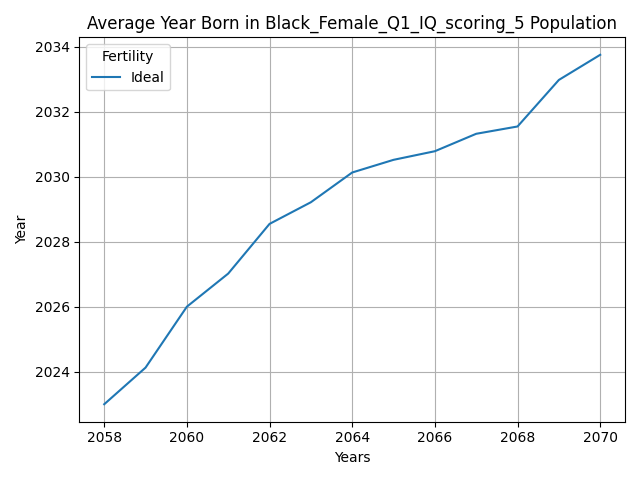 Average Year Born in Black_Female_Q1_IQ_scoring_5 Population
Fertility
Ideal
Year
2034
2032
2030
2028
2026
2024
2058 2060 2062 2064 2066 2068 2070
Years